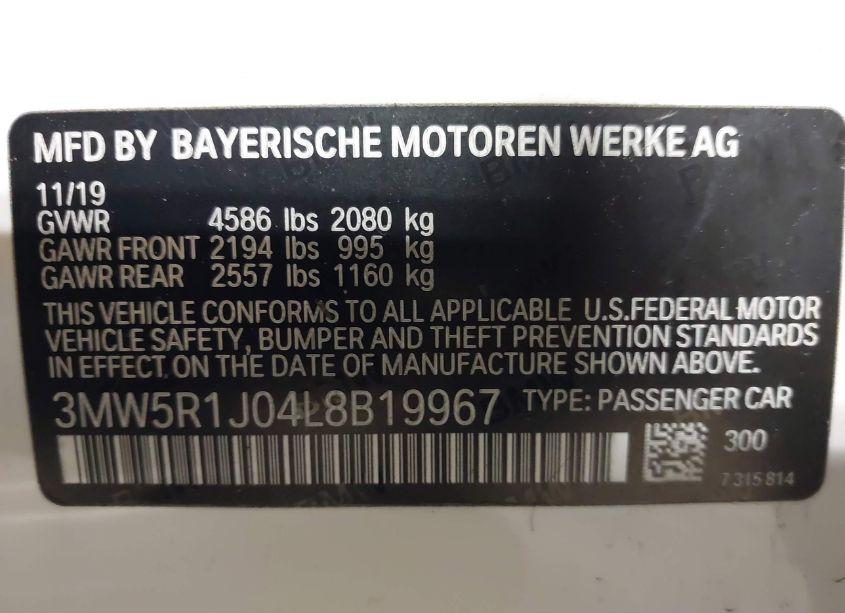 MFD BY BAYERISCHE MOTOREN WERKE AG
11/19
GVWR 4586 lbs 2080 kg
GAWR FRONT 2194 lbs 995 kg
GAWR REAR 2557 lbs 1160 kg
THIS VEHICLE CONFORMS TO ALL APPLICABLE U.S.FEDERAL MOTOR
VEHICLE SAFETY, BUMPER AND THEFT PREVENTION STANDARDS
IN EFFECT ON THE DATE OF MANUFACTURE SHOWN ABOVE.
3MW5R1J04L8B19967 TYPE: PASSENGER CAR
300
7 315 814